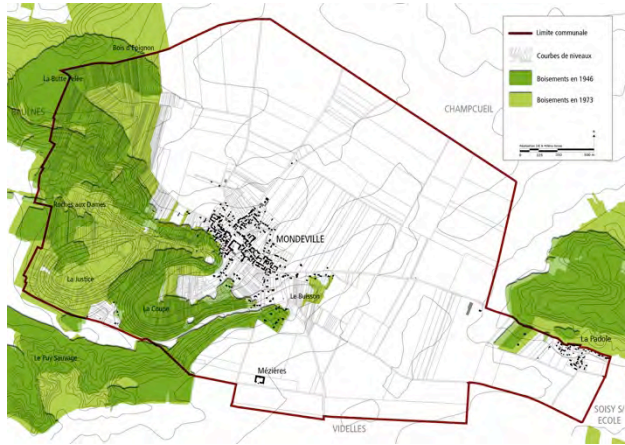 Limite communale
Courbes de niveaux
Boisements en 1946
Boisements en 1973
Bois d'Epignon
La Butte Pelée
CHAMPCUEIL
Roches aux Dames
MONDEVILLE
La Justice
La Coupe
Le Buisson
La Padole
Le Puy Sauvage
Mézières
VIDELLES
SOISY S/
ECOLE